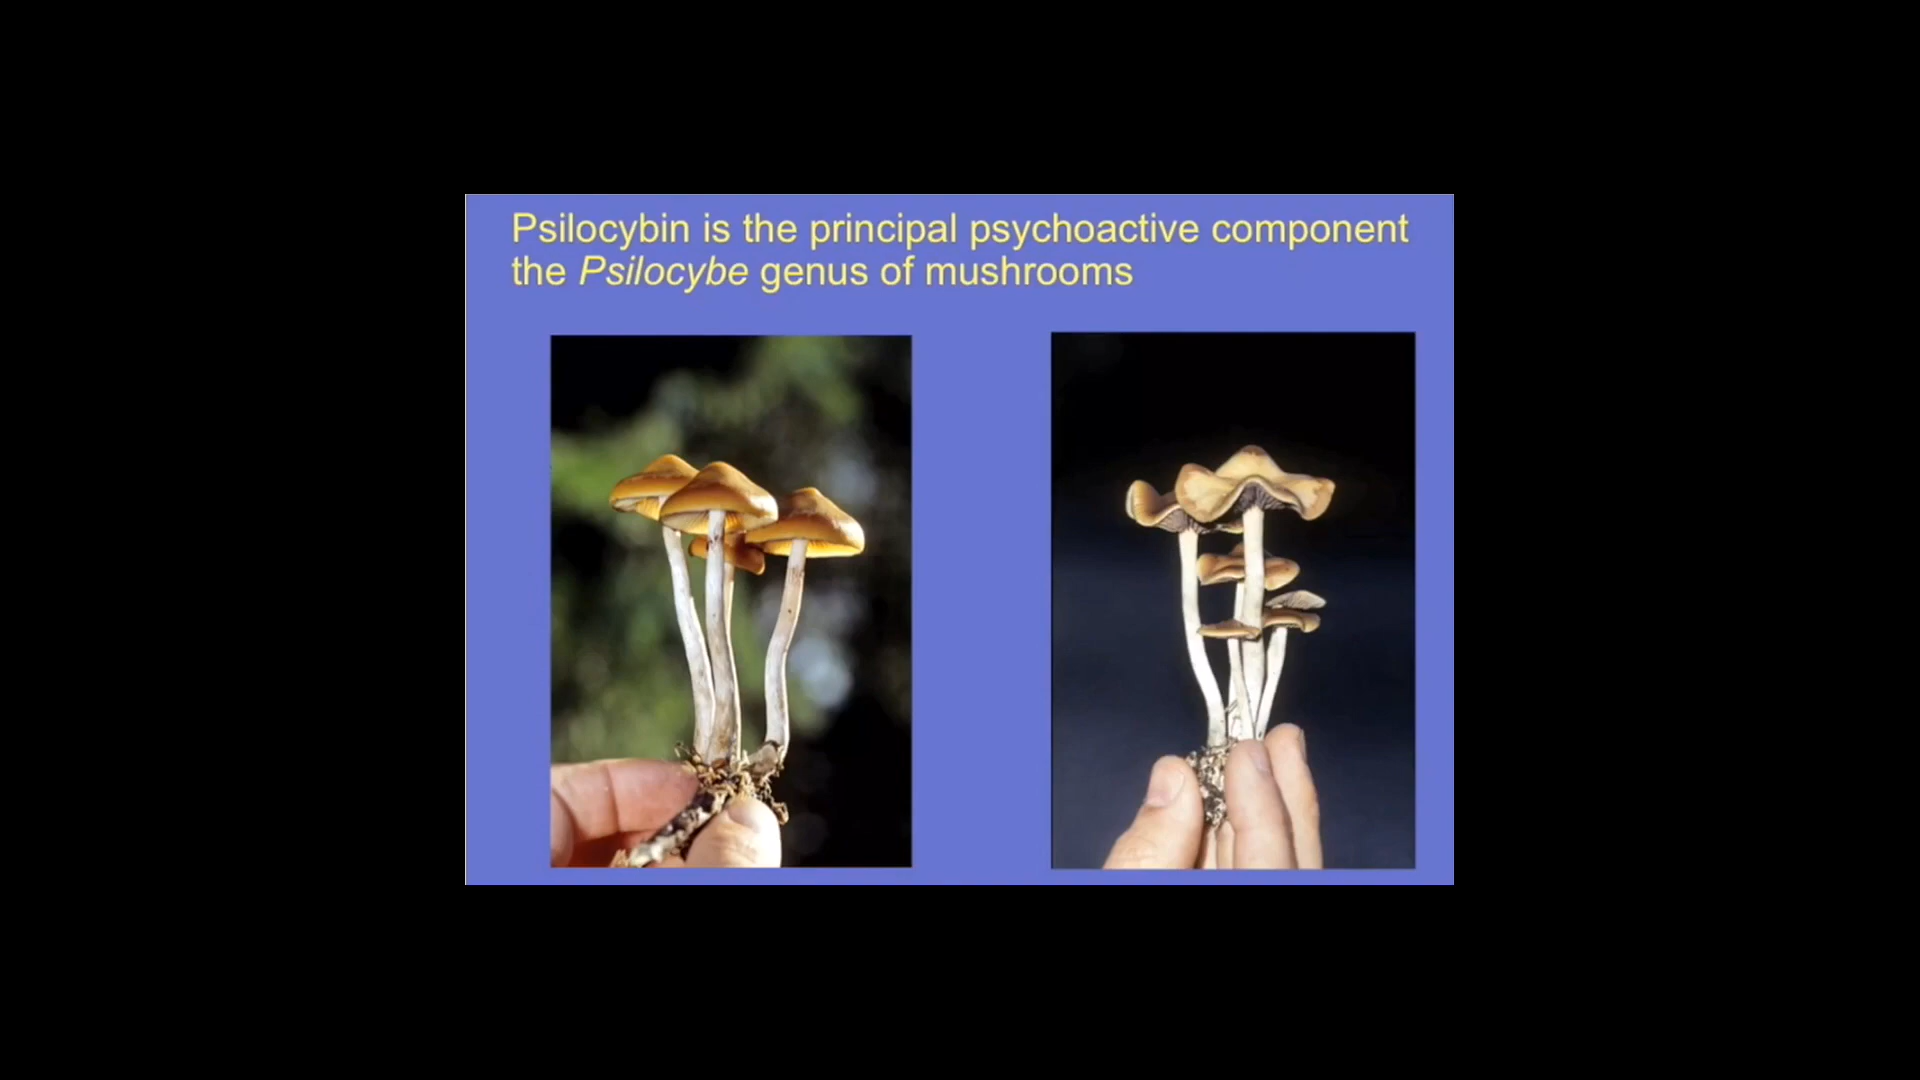 Psilocybin is the principal psychoactive component
the Psilocybe genus of mushrooms